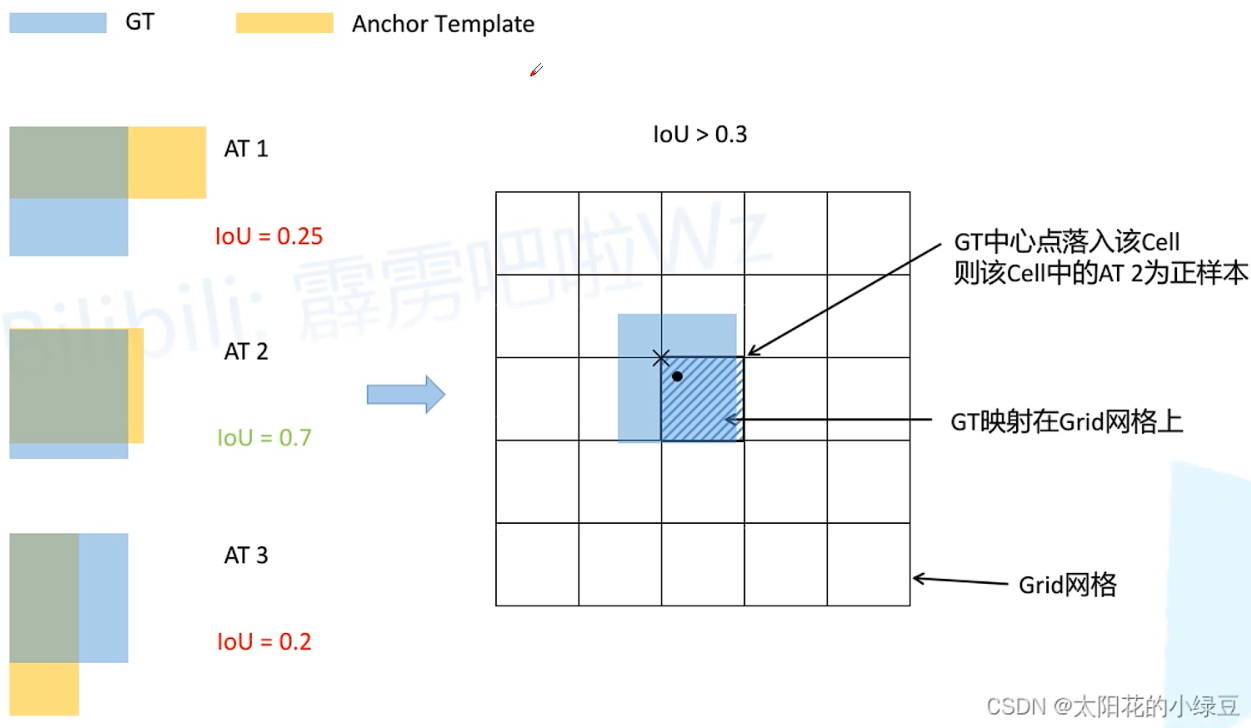 GT
Anchor Template
IoU > 0.3
AT 1
IoU = 0.25
GT中心点落入该Cell
则该Cell中的AT 2为正样本
Bilibili: 霹雳吧啦Wz
AT 2
IoU = 0.7
GT映射在Grid网格上
AT 3
IoU = 0.2
Grid网格
CSDN @太阳花的小绿豆